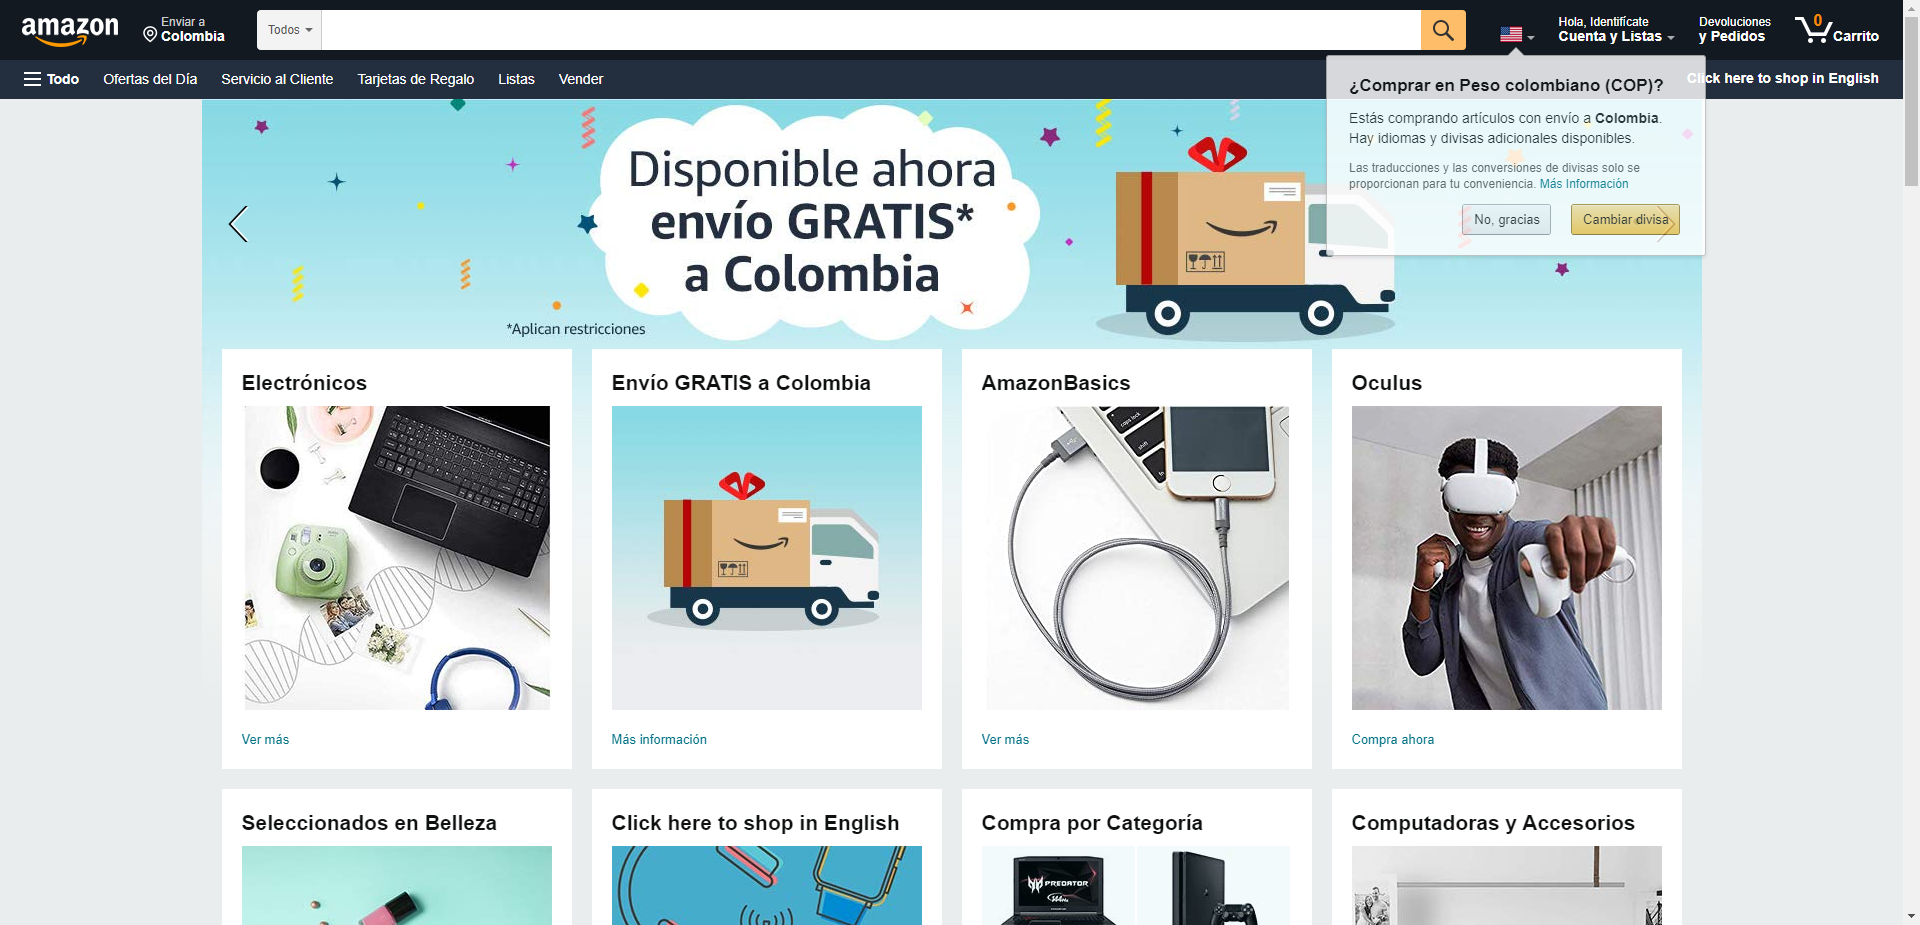 amazon
Enviar a
Colombia
Todos
Hola, Identifícate
Cuenta y Listas
Devoluciones
y Pedidos
0
Carrito
Todo
Ofertas del Día
Servicio al Cliente
Tarjetas de Regalo
Listas
Vender
Click here to shop in English
¿Comprar en Peso colombiano (COP)?
Estás comprando artículos con envío a Colombia.
Hay idiomas y divisas adicionales disponibles.
Las traducciones y las conversiones de divisas solo se
proporcionan para tu conveniencia. Más Información
No, gracias
Cambiar divisa
Disponible ahora
envío GRATIS*
a Colombia
*Aplican restricciones
Electrónicos
Envío GRATIS a Colombia
AmazonBasics
Oculus
caps lock
shift
fn
Ver más
Más información
Ver más
Compra ahora
Seleccionados en Belleza
Click here to shop in English
Compra por Categoría
Computadoras y Accesorios
PREDATOR